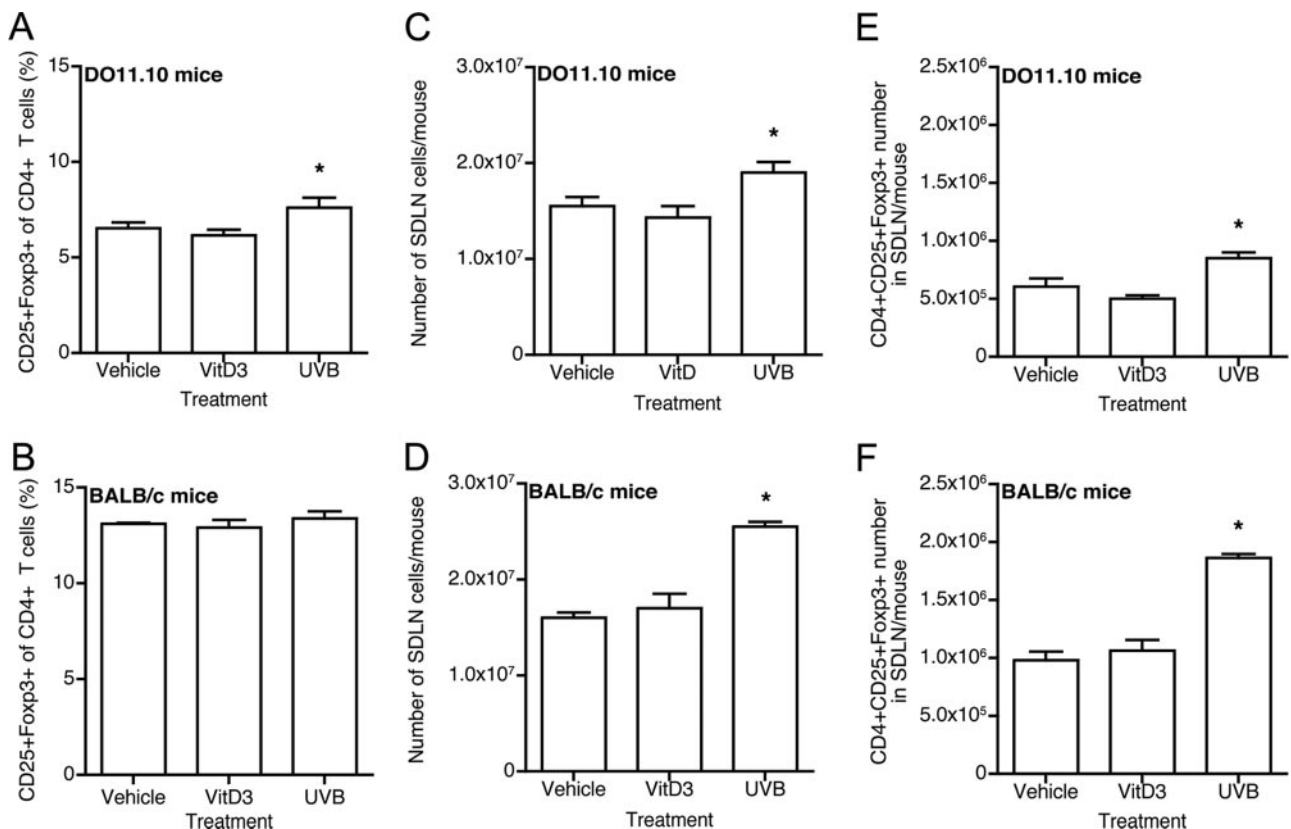 A
CD25+Foxp3+ of CD4+ T cells (%)
15
10
5
0
DO11.10 mice
*
Vehicle VitD3 UVB
Treatment
C
Number of SDLN cells/mouse
3.0x10⁷
2.0x10⁷
1.0x10⁷
0
DO11.10 mice
*
Vehicle VitD UVB
Treatment
E
CD4+CD25+Foxp3+ number
in SDLN/mouse
2.5x10⁶
2.0x10⁶
1.5x10⁶
1.0x10⁶
5.0x10⁵
0
DO11.10 mice
*
Vehicle VitD3 UVB
Treatment
B
CD25+Foxp3+ of CD4+ T cells (%)
15
10
5
0
BALB/c mice
Vehicle VitD3 UVB
Treatment
D
Number of SDLN cells/mouse
3.0x10⁷
2.0x10⁷
1.0x10⁷
0
BALB/c mice
*
Vehicle VitD3 UVB
Treatment
F
CD4+CD25+Foxp3+ number
in SDLN/mouse
2.5x10⁶
2.0x10⁶
1.5x10⁶
1.0x10⁶
5.0x10⁵
0
BALB/c mice
*
Vehicle VitD3 UVB
Treatment